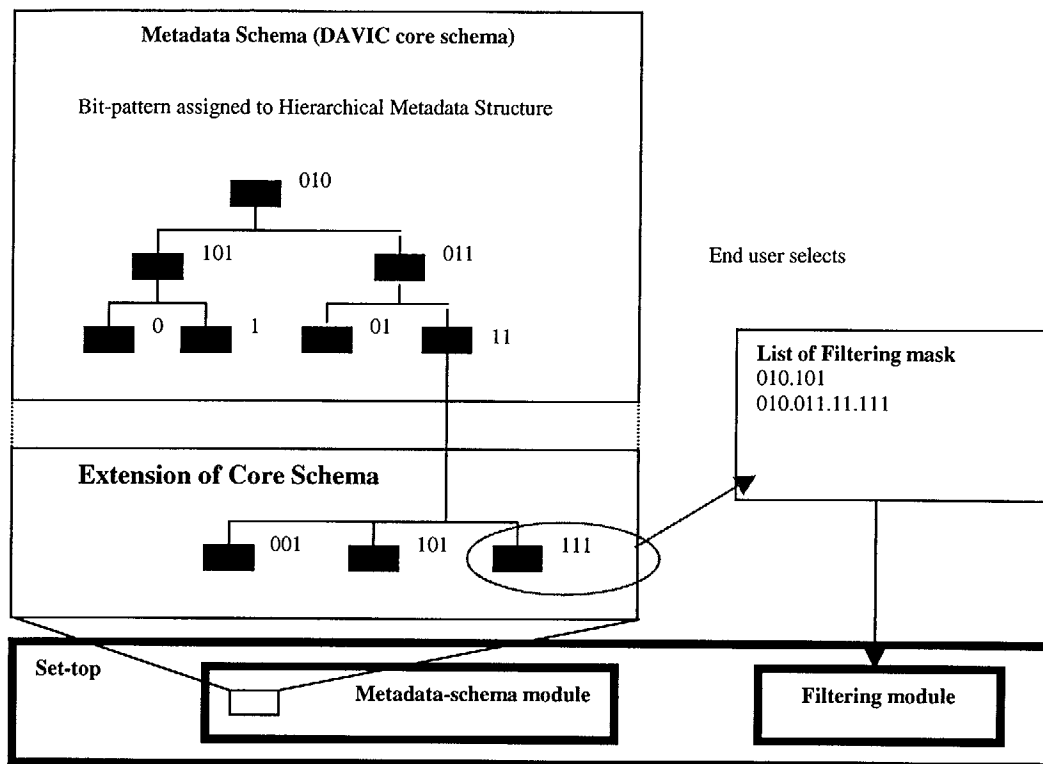 Metadata Schema (DAVIC core schema)
Bit-pattern assigned to Hierarchical Metadata Structure
010
101
011
0
1
01
11
End user selects
List of Filtering mask
010.101
010.011.11.111
Extension of Core Schema
001
101
111
Set-top
Metadata-schema module
Filtering module